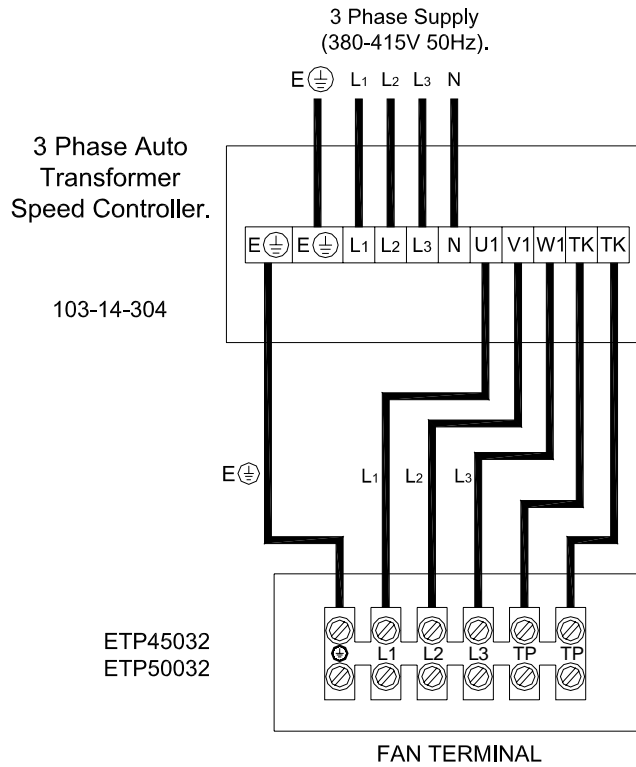 3 Phase Supply
(380-415V 50Hz).
E L1 L2 L3 N
3 Phase Auto
Transformer
Speed Controller.
E E L1 L2 L3 N U1 V1 W1 TK TK
103-14-304
E L1 L2 L3
ETP45032
ETP50032
L1 L2 L3 TP TP
FAN TERMINAL